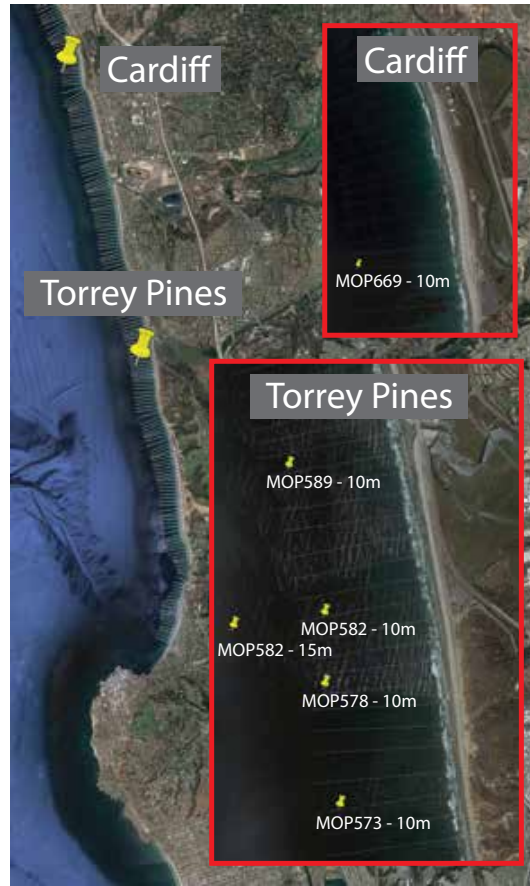 Cardiff
Cardiff
MOP669 - 10m
Torrey Pines
Torrey Pines
MOP589 - 10m
MOP582 - 10m
MOP582 - 15m
MOP578 - 10m
MOP573 - 10m